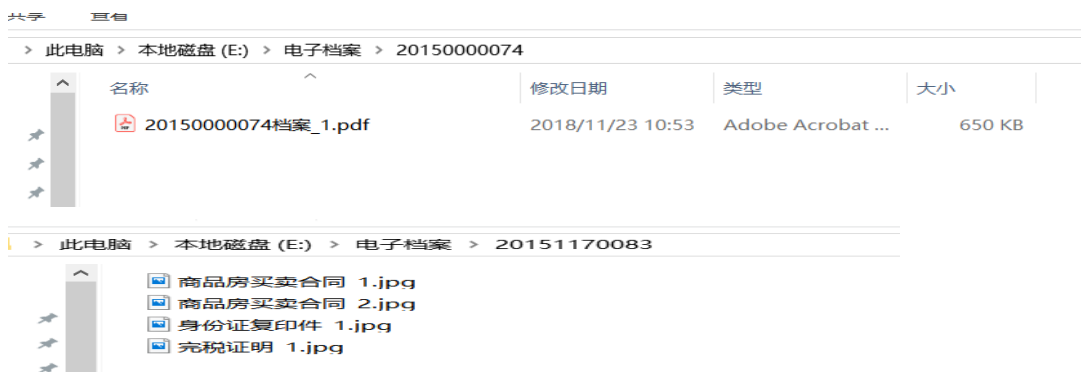 共享 查看
> 此电脑 > 本地磁盘 (E:) > 电子档案 > 20150000074
名称 修改日期 类型 大小
20150000074档案_1.pdf 2018/11/23 10:53 Adobe Acrobat ... 650 KB
> 此电脑 > 本地磁盘 (E:) > 电子档案 > 20151170083
商品房买卖合同_1.jpg
商品房买卖合同_2.jpg
身份证复印件_1.jpg
完税证明_1.jpg